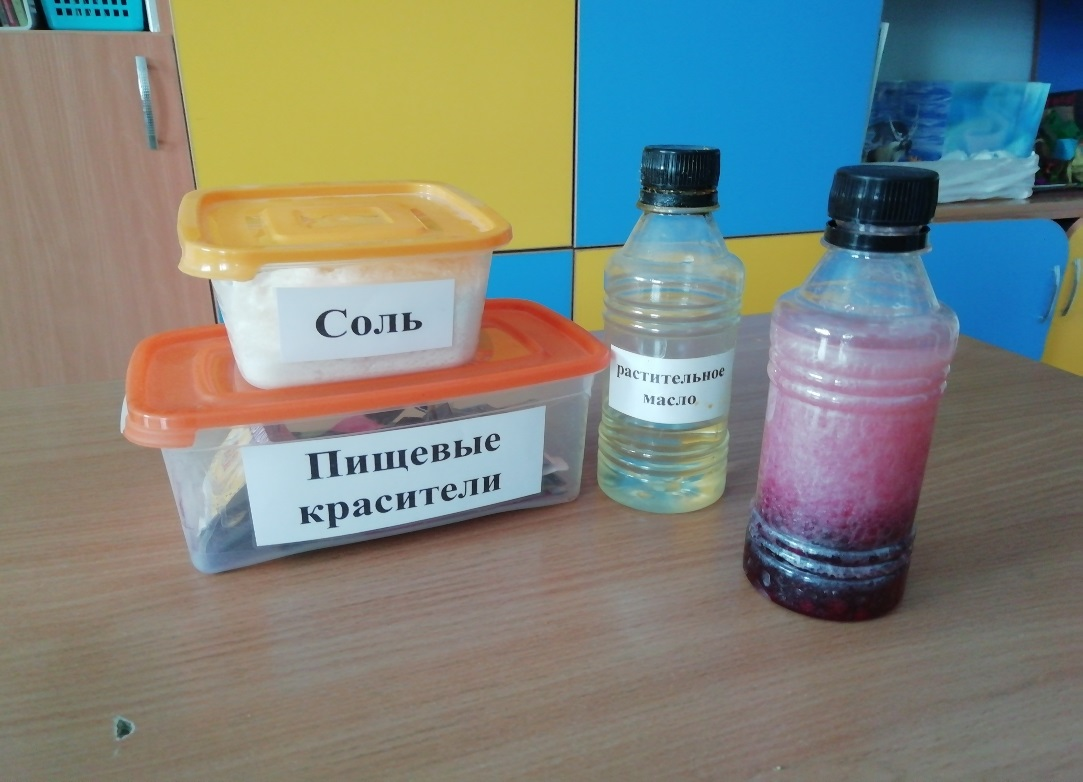 Соль
Пищевые
красители
растительное
масло